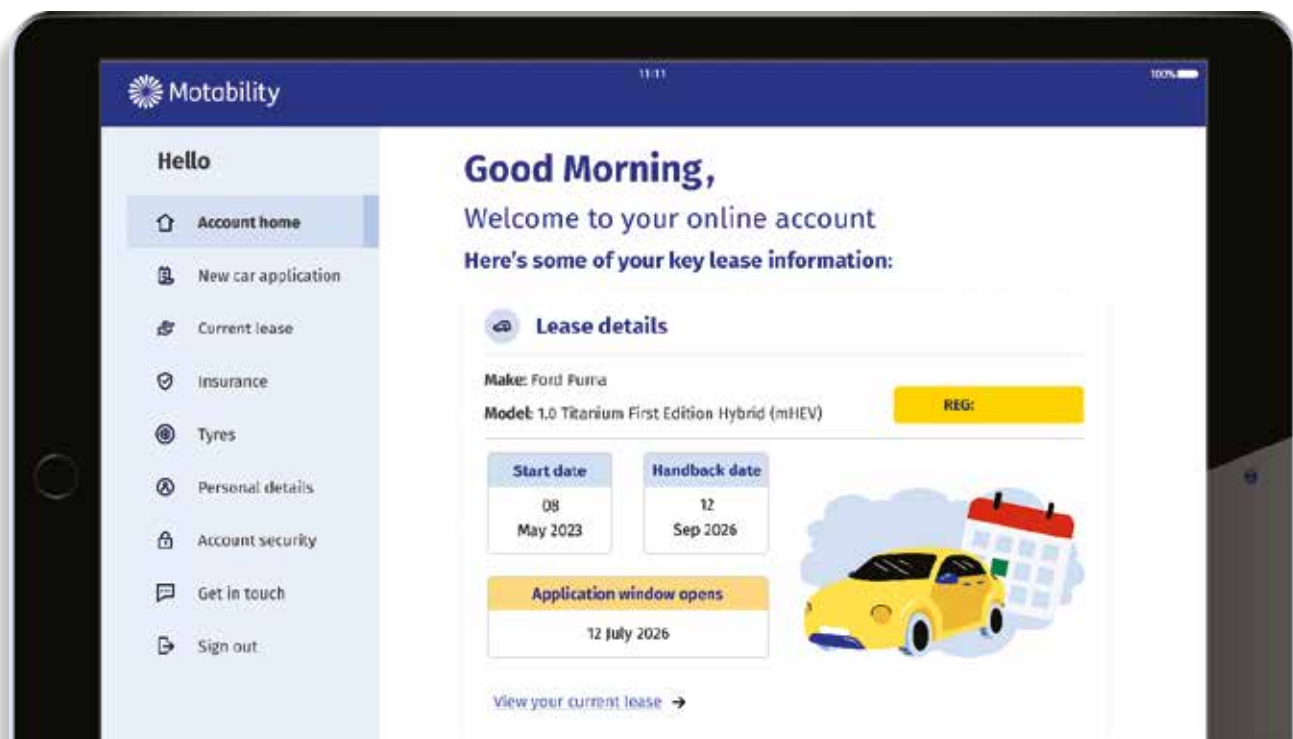 11:11
100%
Motability
Hello
Account home
New car application
Current lease
Insurance
Tyres
Personal details
Account security
Get in touch
Sign out
Good Morning,
Welcome to your online account
Here's some of your key lease information:
Lease details
Make: Ford Puma
Model: 1.0 Titanium First Edition Hybrid (mHEV)
REG:
Start date
08
May 2023
Handback date
12
Sep 2026
Application window opens
12 July 2026
View your current lease →